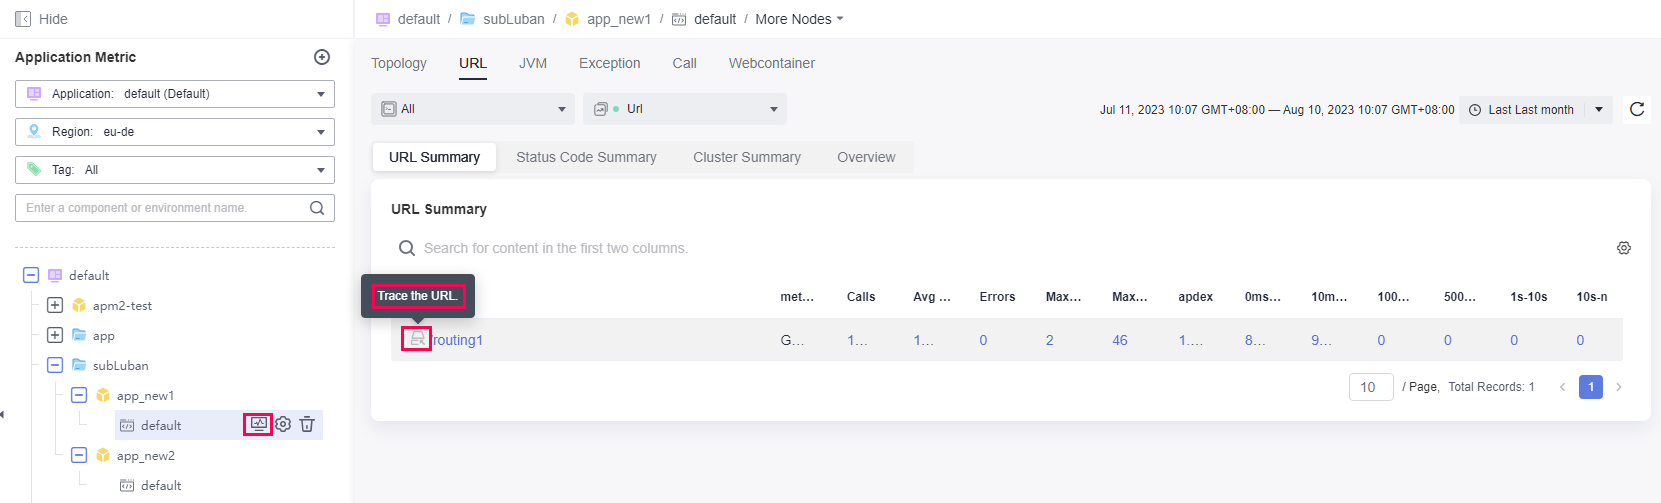 Hide
default / subLuban / app_new1 / default / More Nodes
Application Metric
Application: default (Default)
Region: eu-de
Tag: All
Enter a component or environment name.
default
apm2-test
app
subLuban
app_new1
default
app_new2
default
Topology URL JVM Exception Call Webcontainer
All Url Jul 11, 2023 10:07 GMT+08:00 — Aug 10, 2023 10:07 GMT+08:00 Last Last month
URL Summary Status Code Summary Cluster Summary Overview
URL Summary
Search for content in the first two columns.
Trace the URL.
met... Calls Avg ... Errors Max... Max... apdex 0ms... 10m... 100... 500... 1s-10s 10s-n
routing1 G... 1... 1... 0 2 46 1.... 8... 9... 0 0 0 0
10 / Page, Total Records: 1 < 1 >